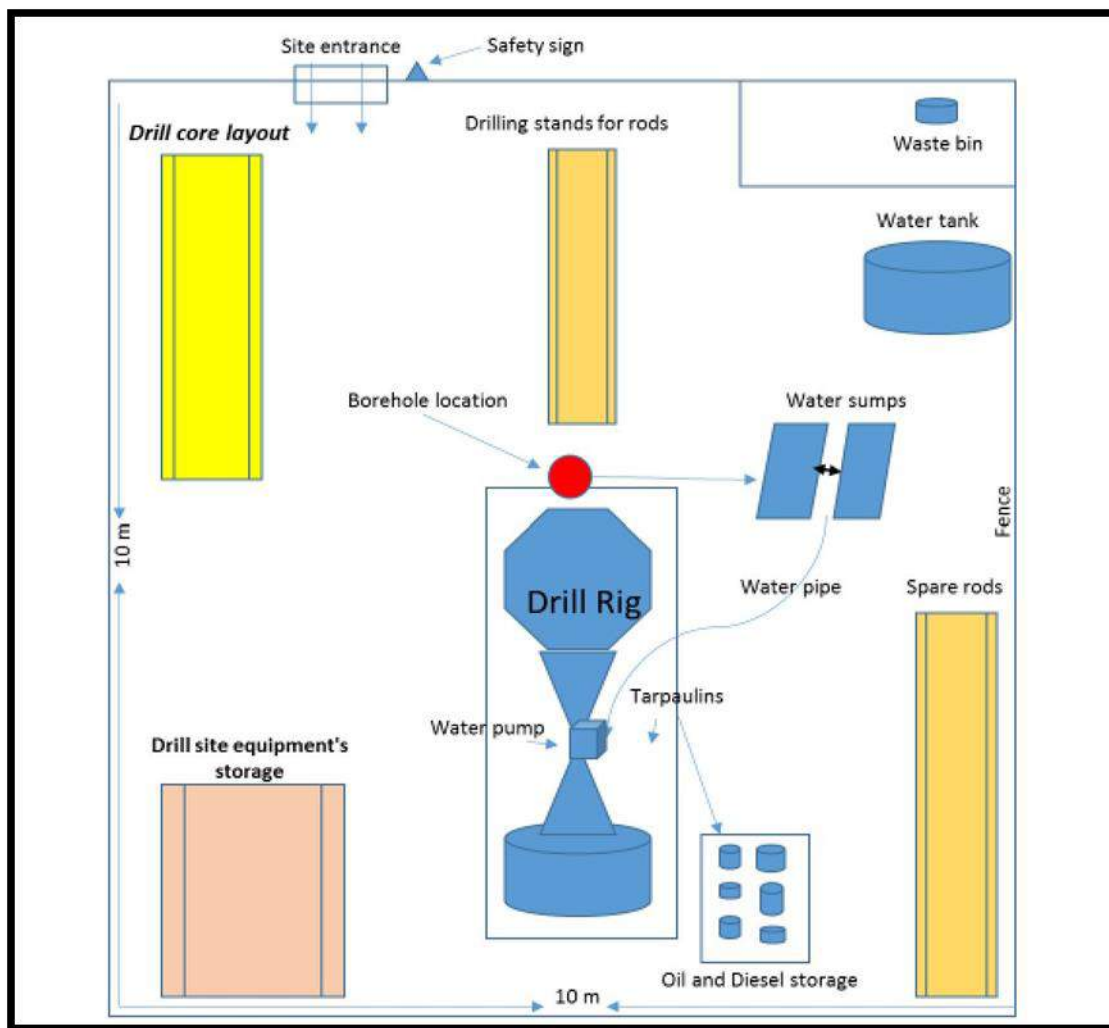 Site entrance
Safety sign
Drill core layout
Drilling stands for rods
Waste bin
Water tank
Borehole location
Water sumps
Fence
10 m
Drill Rig
Water pipe
Spare rods
Tarpaulins
Water pump
Drill site equipment's
storage
Oil and Diesel storage
10 m